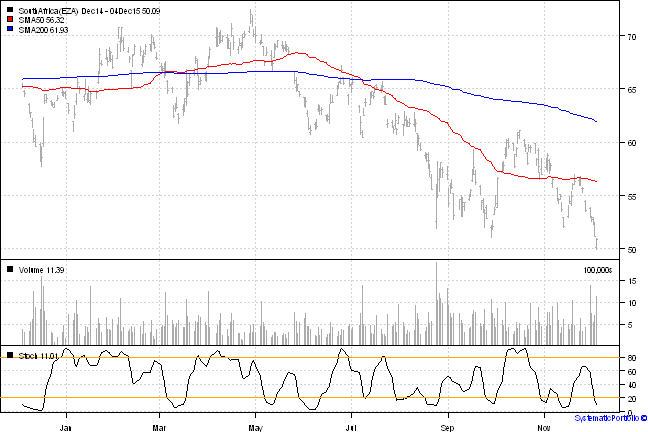 SouthAfrica(EZA) Dec14 - 04Dec15 50.09
SMA50 56.32
SMA200 61.93
70
65
60
55
50
Volume 11.39
100,000s
15
10
5
Stoch 11.01
80
60
40
20
0
Jan Mar May Jul Sep Nov
SystematicPortfolio ©